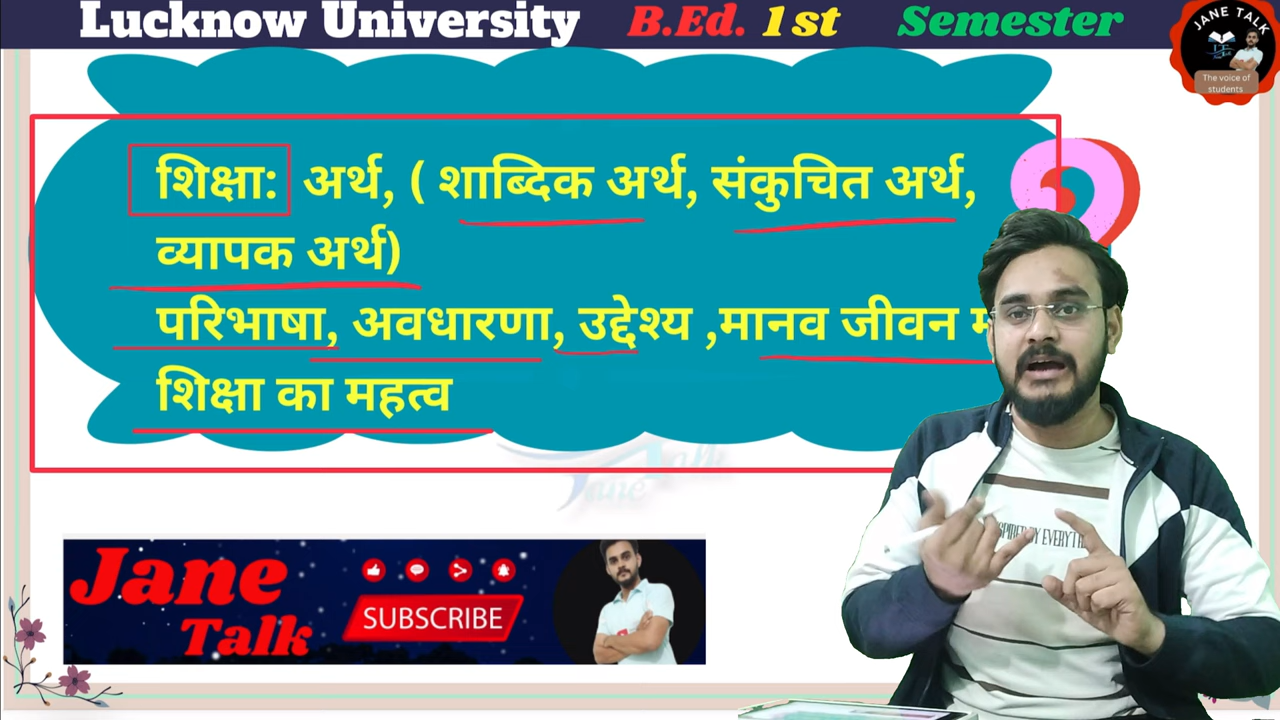 Lucknow University B.Ed. 1st Semester
JANE TALK
The voice of
students
शिक्षा: अर्थ, ( शाब्दिक अर्थ, संकुचित अर्थ,
व्यापक अर्थ)
परिभाषा, अवधारणा, उद्देश्य ,मानव जीवन
शिक्षा का महत्व
Jane
Talk
SUBSCRIBE